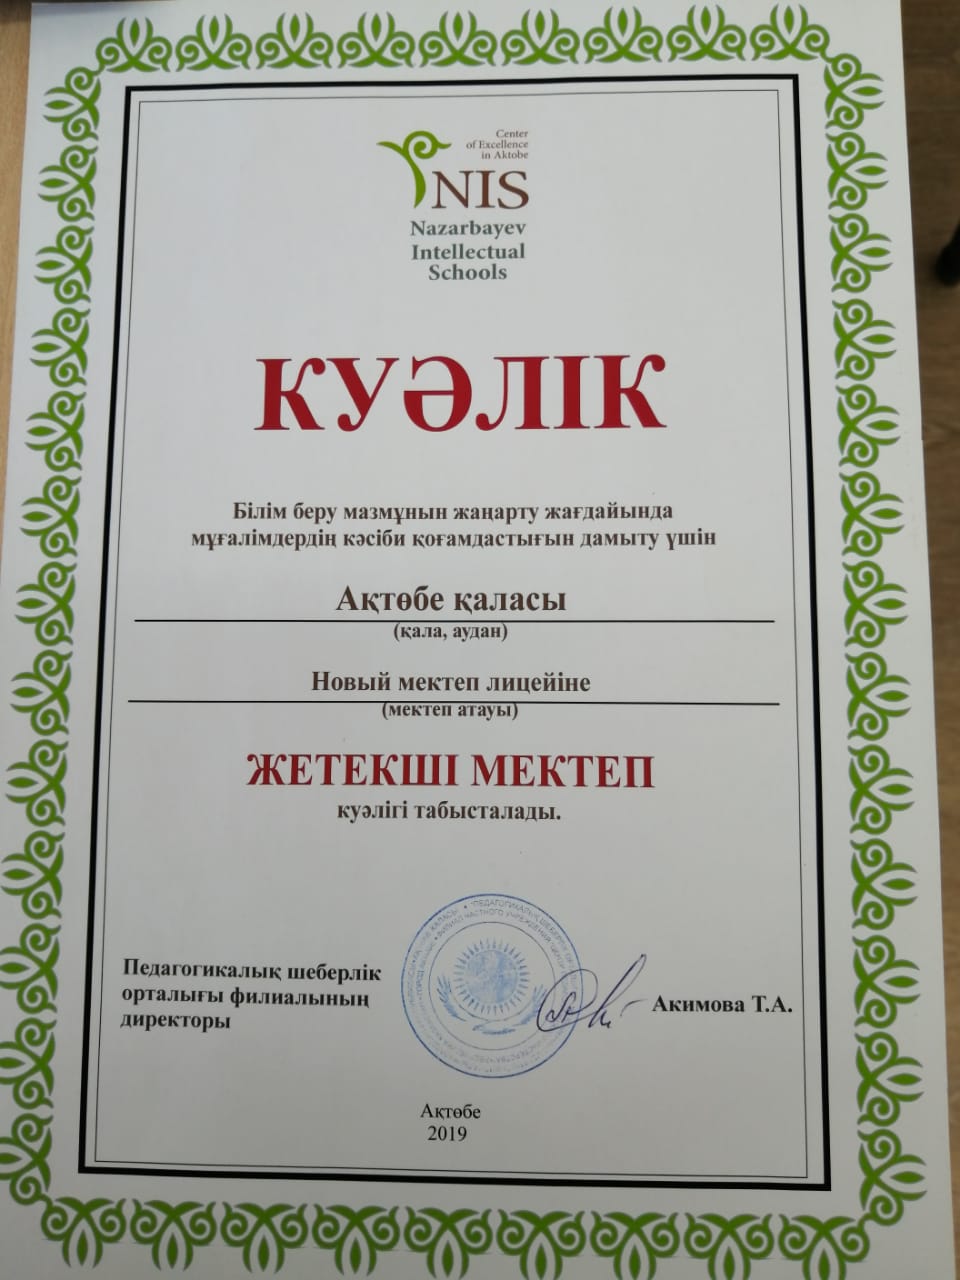 Center
of Excellence
in Aktobe
NIS
Nazarbayev
Intellectual
Schools
КУӘЛІК
Білім беру мазмұнын жаңарту жағдайында
мұғалімдердің кәсіби қоғамдастығын дамыту үшін
Ақтөбе қаласы
(қала, аудан)
Новый мектеп лицейіне
(мектеп атауы)
ЖЕТЕКШІ МЕКТЕП
куәлігі табысталады.
Педагогикалық шеберлік
орталығы филиалының
директоры
Акимова Т.А.
Ақтөбе
2019